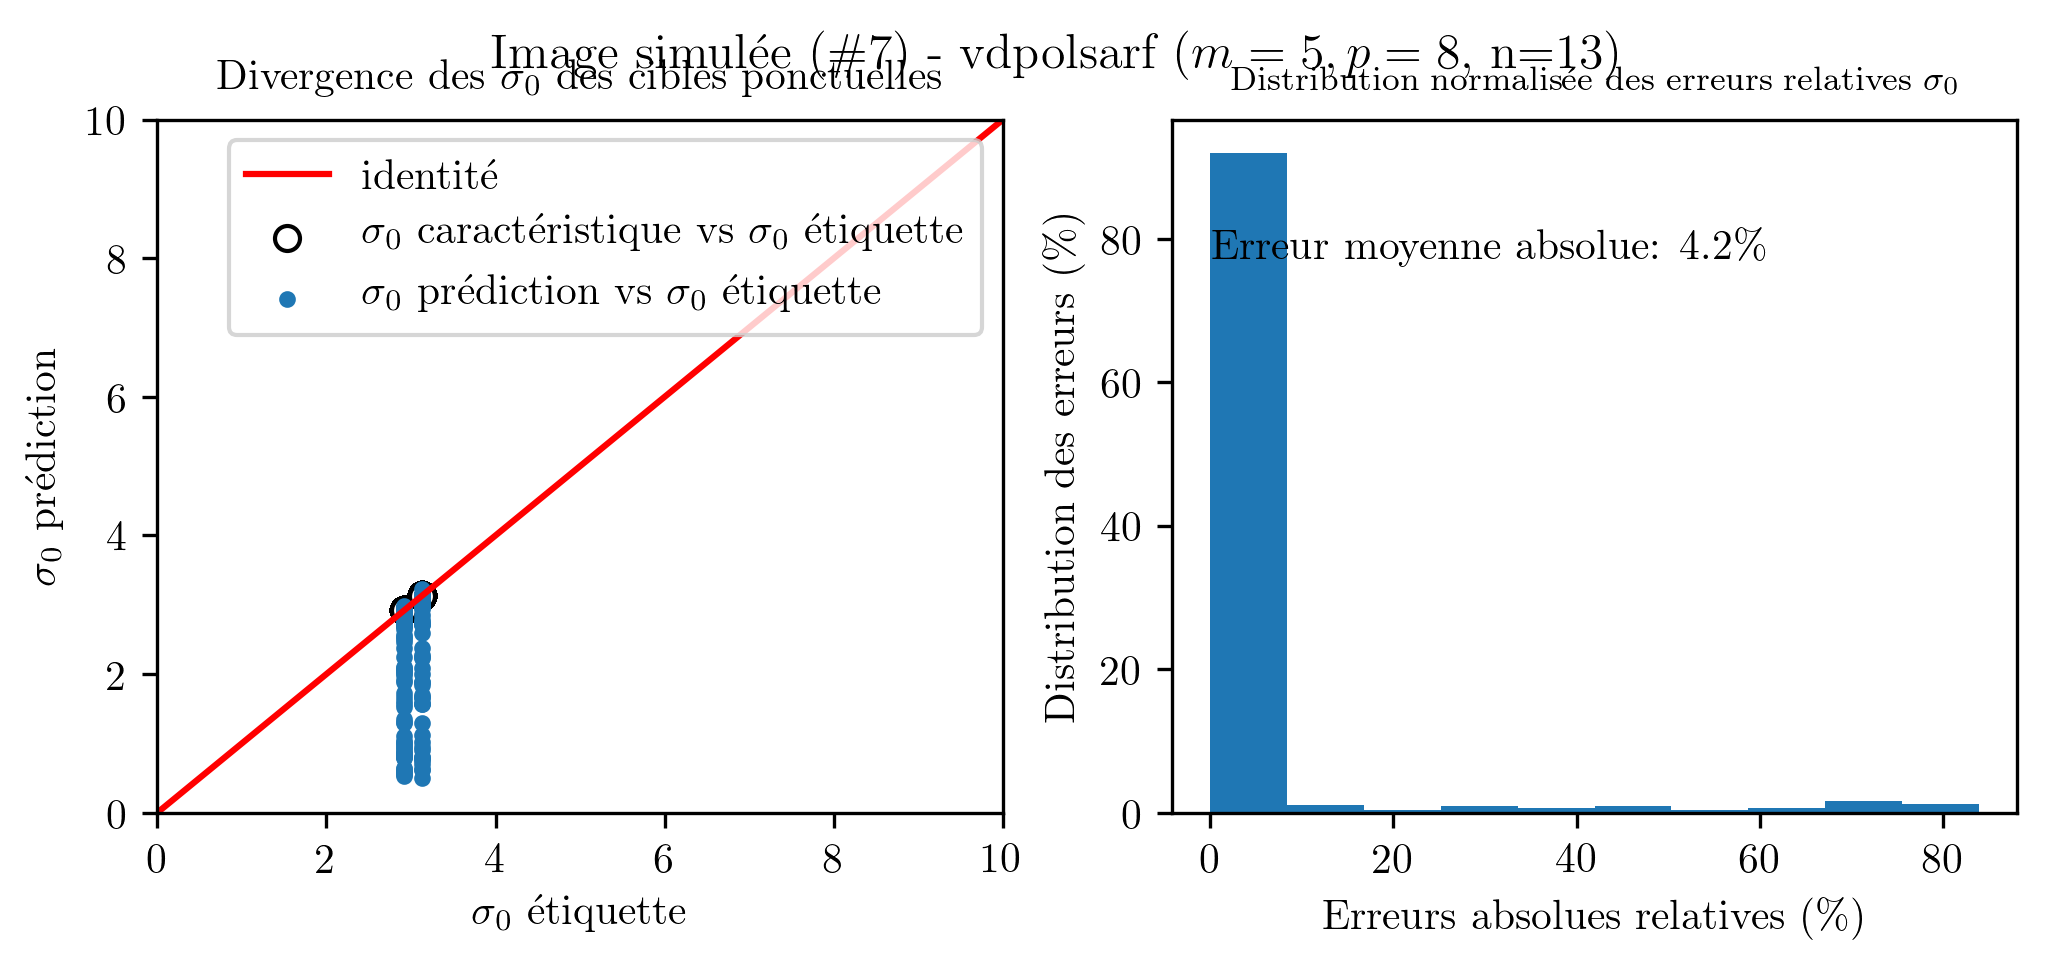 Image simulée (#7) - vdpolsarf (m = 5, p = 8, n=13)
Divergence des σ0 des cibles ponctuelles
identité
σ0 caractéristique vs σ0 étiquette
σ0 prédiction vs σ0 étiquette
10
8
6
4
2
0
σ0 prédiction
0 2 4 6 8 10
σ0 étiquette
Distribution normalisée des erreurs relatives σ0
Erreur moyenne absolue: 4.2%
80
60
40
20
0
Distribution des erreurs (%)
0 20 40 60 80
Erreurs absolues relatives (%)